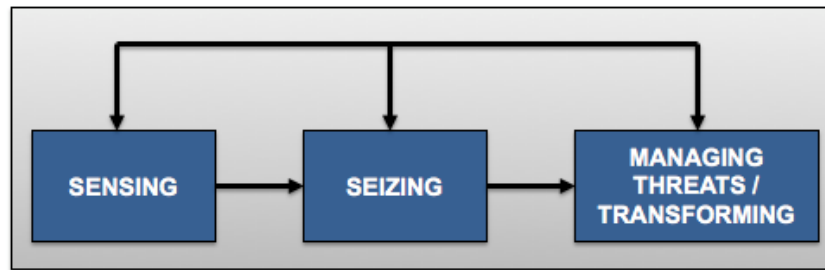 SENSING
SEIZING
MANAGING
THREATS /
TRANSFORMING